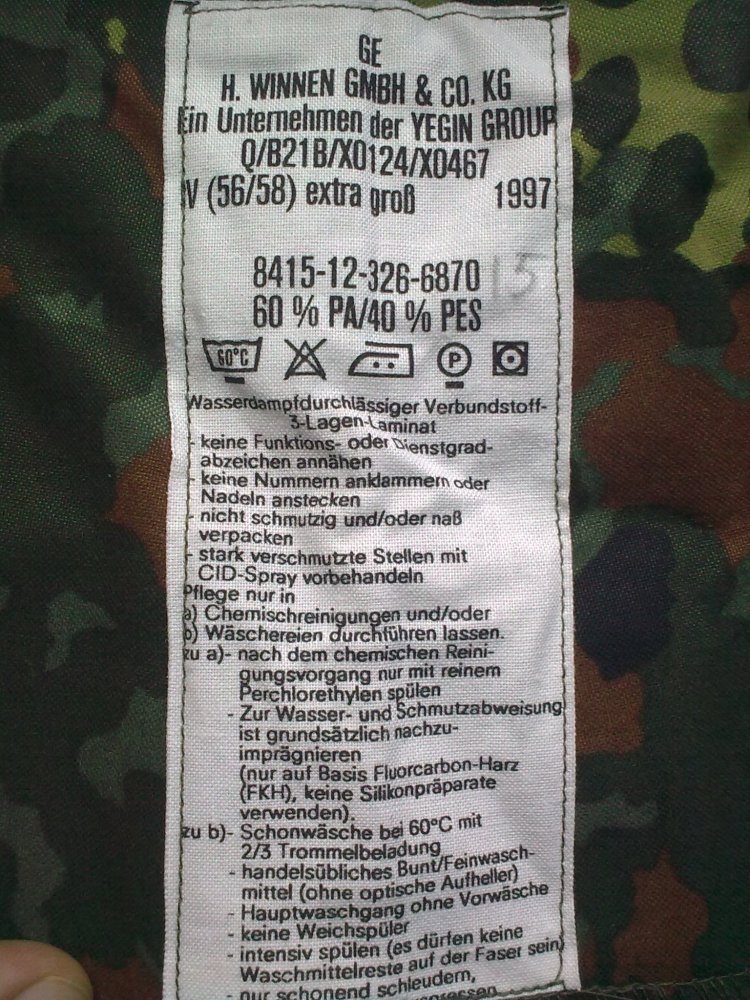 GE
H. WINNEN GMBH & CO. KG
Ein Unternehmen der YEGIN GROUP
Q/B21B/X0124/X0467
IV (56/58) extra groß 1997
8415-12-326-6870 15
60 % PA/40 % PES
60°C P
Wasserdampfdurchlässiger Verbundstoff-
3-Lagen-Laminat
- keine Funktions- oder Dienstgrad-
abzeichen annähen
- keine Nummern anklammern oder
Nadeln anstecken
- nicht schmutzig und/oder naß
verpacken
- stark verschmutzte Stellen mit
CID-Spray vorbehandeln
Pflege nur in
a) Chemischreinigungen und/oder
b) Wäschereien durchführen lassen.
zu a)- nach dem chemischen Reini-
gungsvorgang nur mit reinem
Perchlorethylen spülen
- Zur Wasser- und Schmutzabweisung
ist grundsätzlich nachzu-
imprägnieren
(nur auf Basis Fluorcarbon-Harz
(FKH), keine Silikonpräparate
verwenden).
zu b)- Schonwäsche bei 60°C mit
2/3 Trommelbeladung
- handelsübliches Bunt/Feinwasch-
mittel (ohne optische Aufheller)
- Hauptwaschgang ohne Vorwäsche
- keine Weichspüler
- intensiv spülen (es dürfen keine
Waschmittelreste auf der Faser sein)
- nur schonend schleudern,